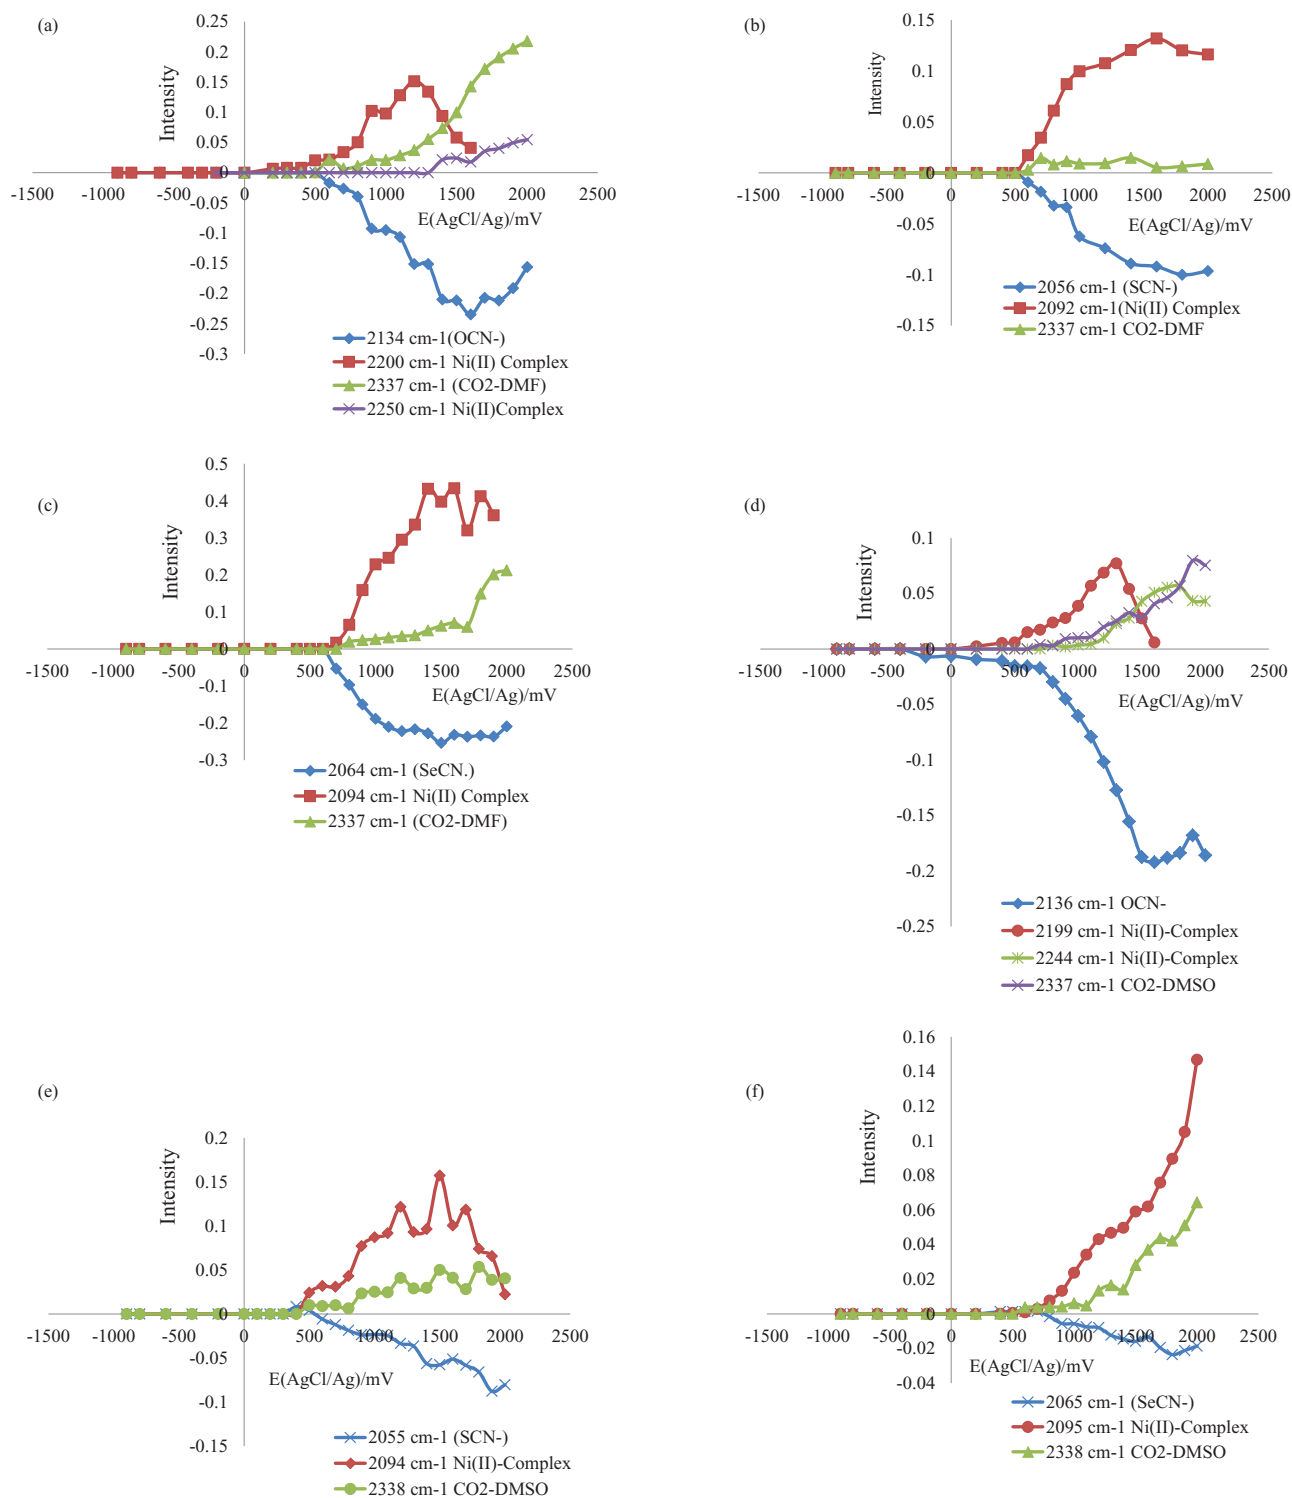 (a)
0.25
0.2
0.15
0.1
0.05
0
-0.05
-0.1
-0.15
-0.2
-0.25
-0.3
Intensity
-1500 -1000 -500 0 500 1000 1500 2000 2500
E(AgCl/Ag)/mV
2134 cm-1(OCN-)
2200 cm-1 Ni(II) Complex
2337 cm-1 (CO2-DMF)
2250 cm-1 Ni(II)Complex
(b)
0.15
0.1
0.05
0
-0.05
-0.1
-0.15
Intensity
-1500 -1000 -500 0 500 1000 1500 2000 2500
E(AgCl/Ag)/mV
2056 cm-1 (SCN-)
2092 cm-1(Ni(II) Complex
2337 cm-1 CO2-DMF
(c)
0.5
0.4
0.3
0.2
0.1
0
-0.1
-0.2
-0.3
Intensity
-1500 -1000 -500 0 500 1000 1500 2000 2500
E(AgCl/Ag)/mV
2064 cm-1 (SeCN.)
2094 cm-1 Ni(II) Complex
2337 cm-1 (CO2-DMF)
(d)
0.1
0.05
0
-0.05
-0.1
-0.15
-0.2
-0.25
Intensity
-1500 -1000 -500 0 500 1000 1500 2000 2500
E(AgCl/Ag)/mV
2136 cm-1 OCN-
2199 cm-1 Ni(II)-Complex
2244 cm-1 Ni(II)-Complex
2337 cm-1 CO2-DMSO
(e)
0.2
0.15
0.1
0.05
0
-0.05
-0.1
-0.15
Intensity
-1500 -1000 -500 0 500 1000 1500 2000 2500
E(AgCl/Ag)/mV
2055 cm-1 (SCN-)
2094 cm-1 Ni(II)-Complex
2338 cm-1 CO2-DMSO
(f)
0.16
0.14
0.12
0.1
0.08
0.06
0.04
0.02
0
-0.02
-0.04
Intensity
-1500 -1000 -500 0 500 1000 1500 2000 2500
E(AgCl/Ag)/mV
2065 cm-1 (SeCN-)
2095 cm-1 Ni(II)-Complex
2338 cm-1 CO2-DMSO